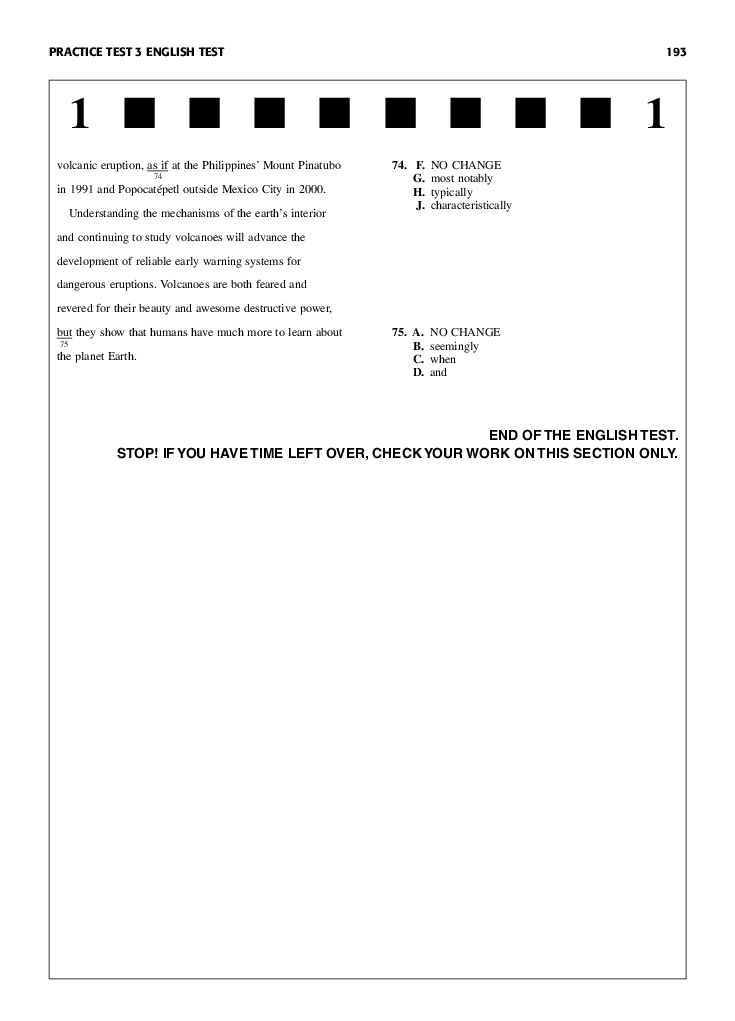 PRACTICE TEST 3 ENGLISH TEST 193
1 1
volcanic eruption, as if at the Philippines' Mount Pinatubo
74
in 1991 and Popocatépetl outside Mexico City in 2000.
Understanding the mechanisms of the earth's interior
and continuing to study volcanoes will advance the
development of reliable early warning systems for
dangerous eruptions. Volcanoes are both feared and
revered for their beauty and awesome destructive power,
but they show that humans have much more to learn about
75
the planet Earth.
74. F. NO CHANGE
G. most notably
H. typically
J. characteristically
75. A. NO CHANGE
B. seemingly
C. when
D. and
END OF THE ENGLISH TEST.
STOP! IF YOU HAVE TIME LEFT OVER, CHECK YOUR WORK ON THIS SECTION ONLY.